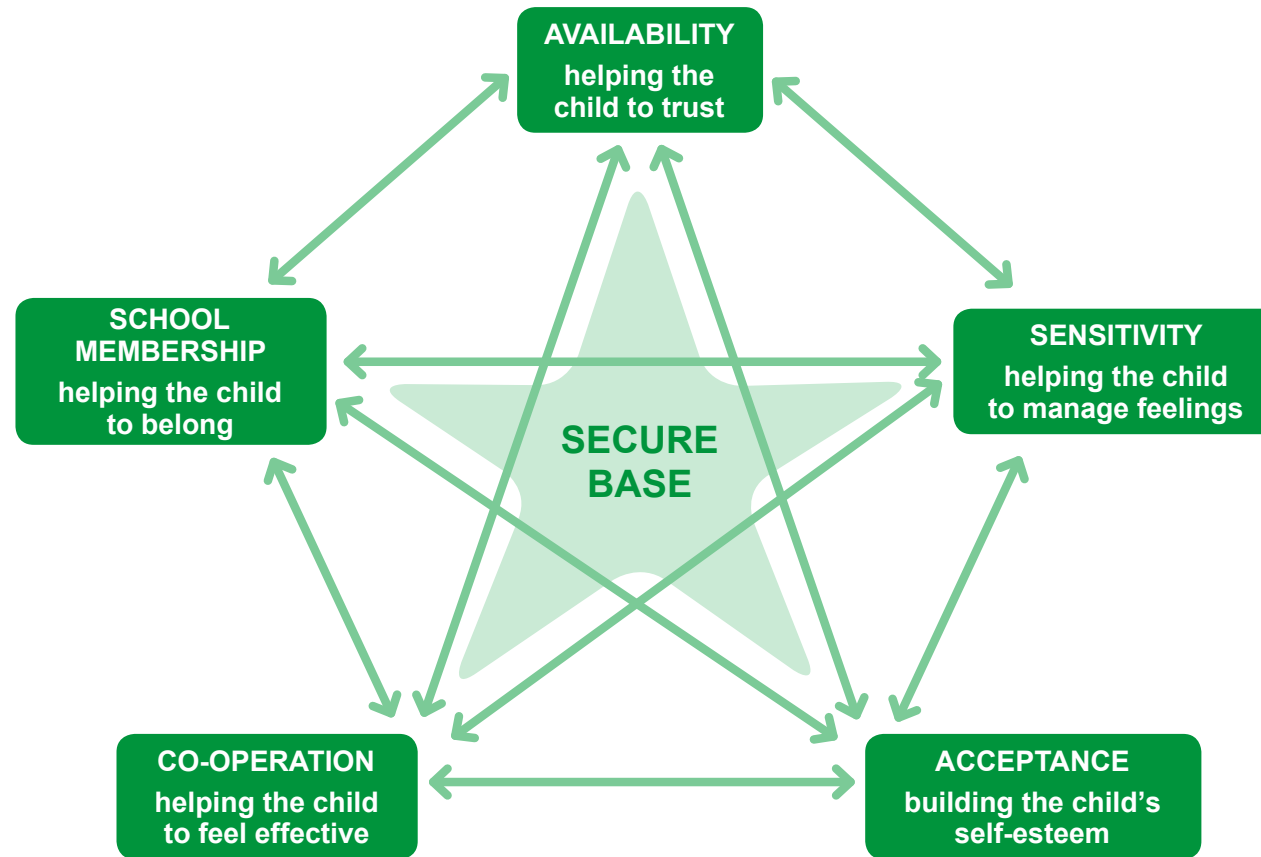 AVAILABILITY
helping the
child to trust
SCHOOL
MEMBERSHIP
helping the child
to belong
SENSITIVITY
helping the child
to manage feelings
SECURE
BASE
CO-OPERATION
helping the child
to feel effective
ACCEPTANCE
building the child’s
self-esteem